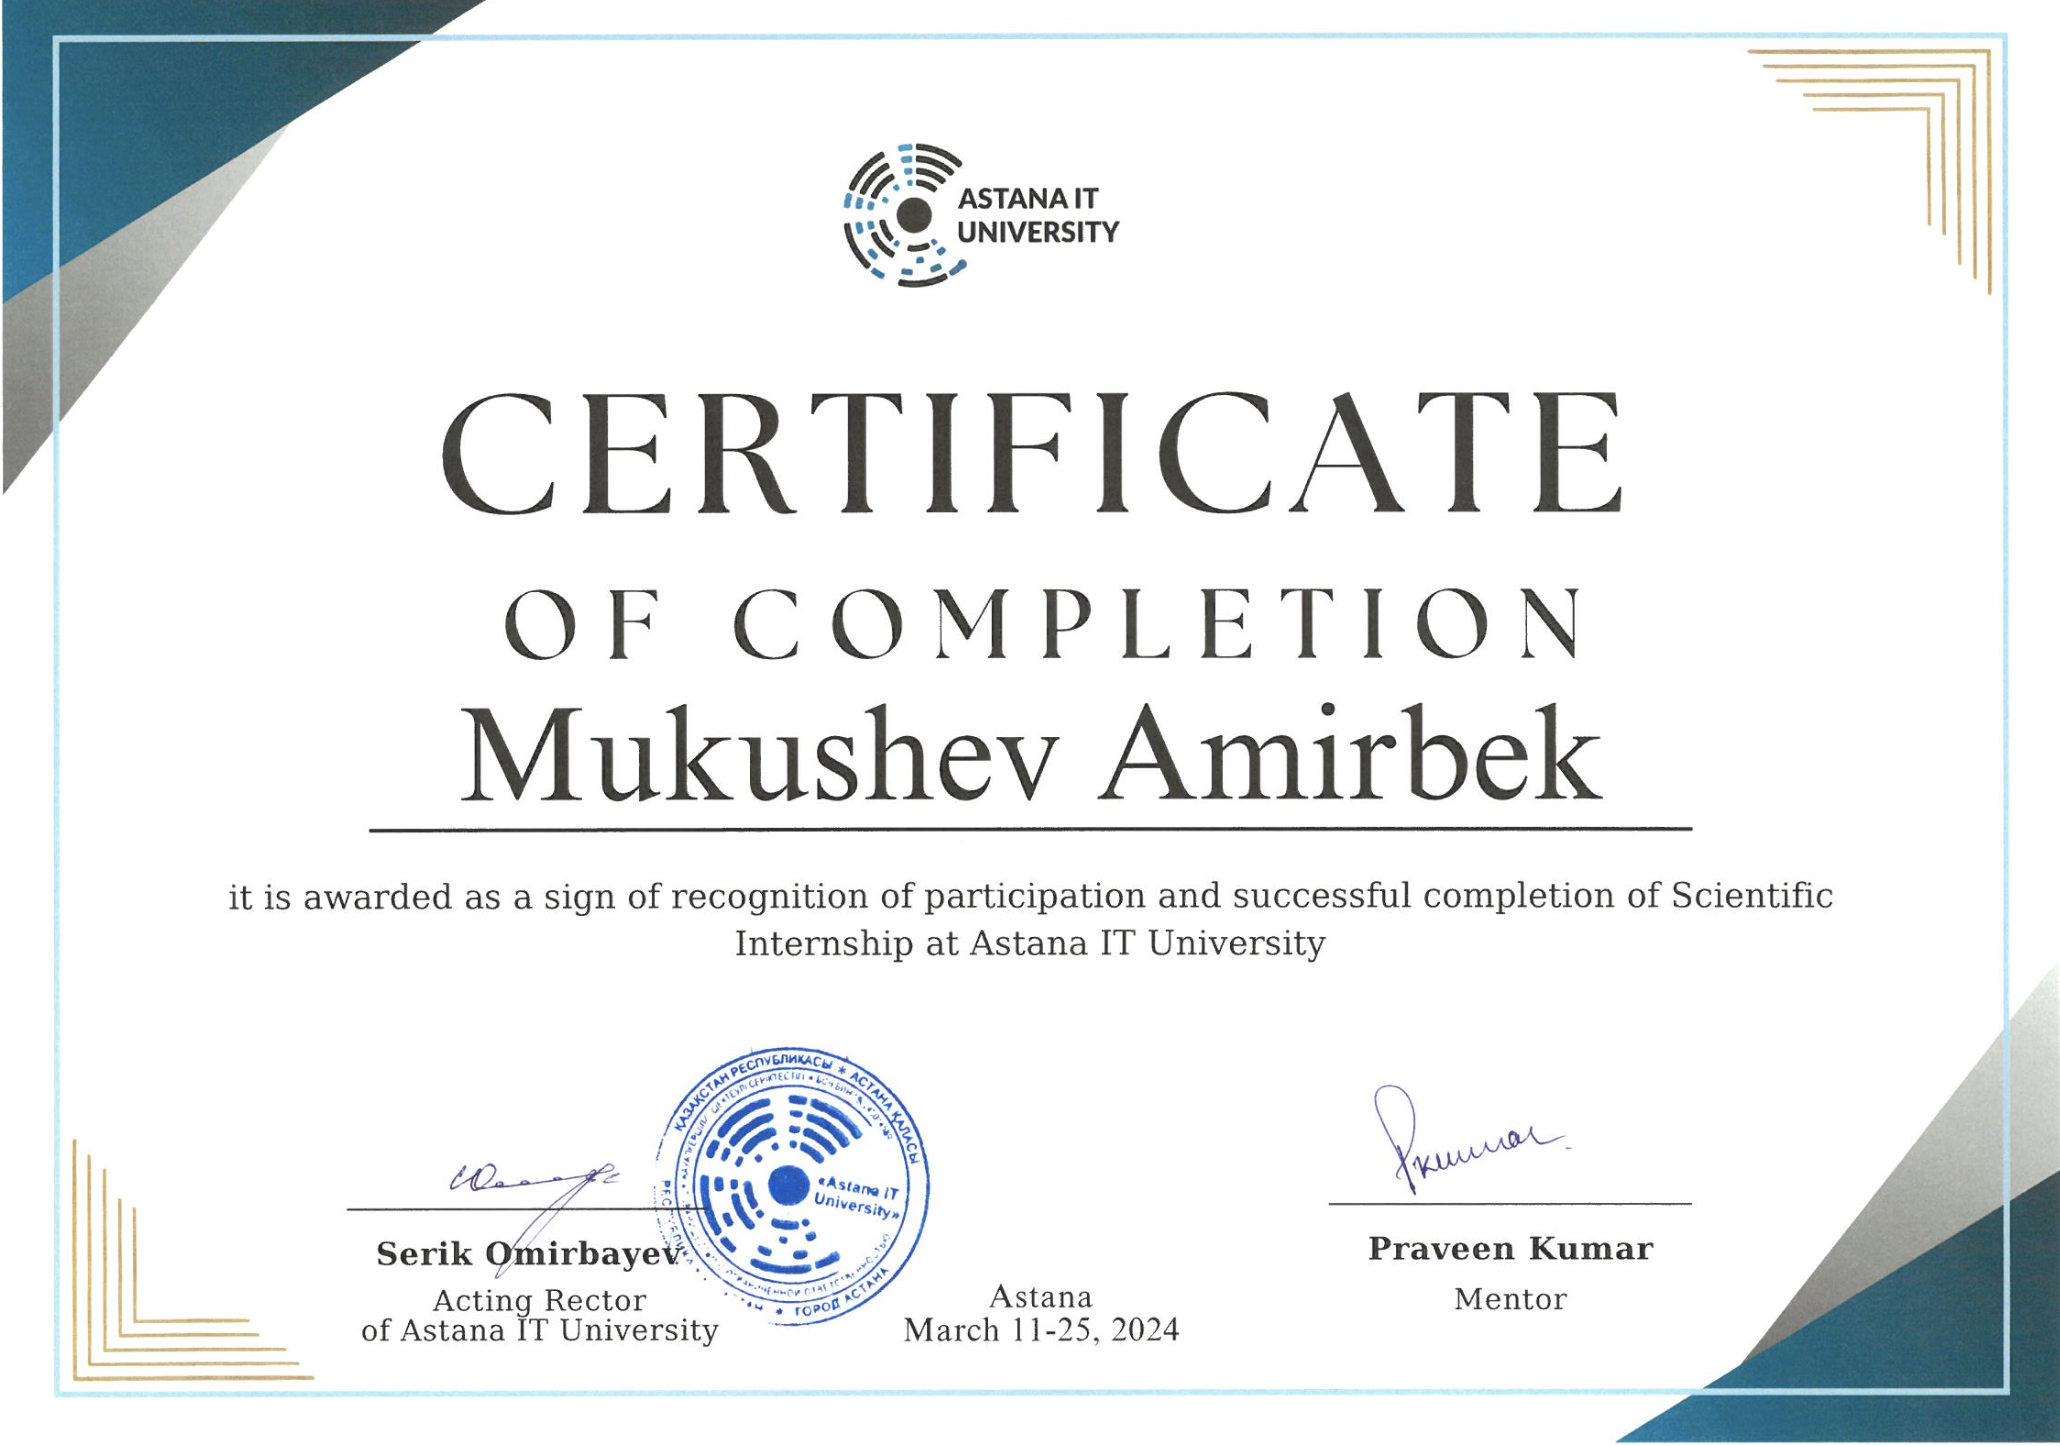 ASTANA IT
UNIVERSITY
CERTIFICATE
OF COMPLETION
Mukushev Amirbek
it is awarded as a sign of recognition of participation and successful completion of Scientific
Internship at Astana IT University
Serik Omirbayev
Acting Rector
of Astana IT University
ҚАЗАҚСТАН РЕСПУБЛИКАСЫ * АСТАНА ҚАЛАСЫ
«Astana IT
University»
* ГОРОД АСТАНА
Astana
March 11-25, 2024
Pkumar
Praveen Kumar
Mentor